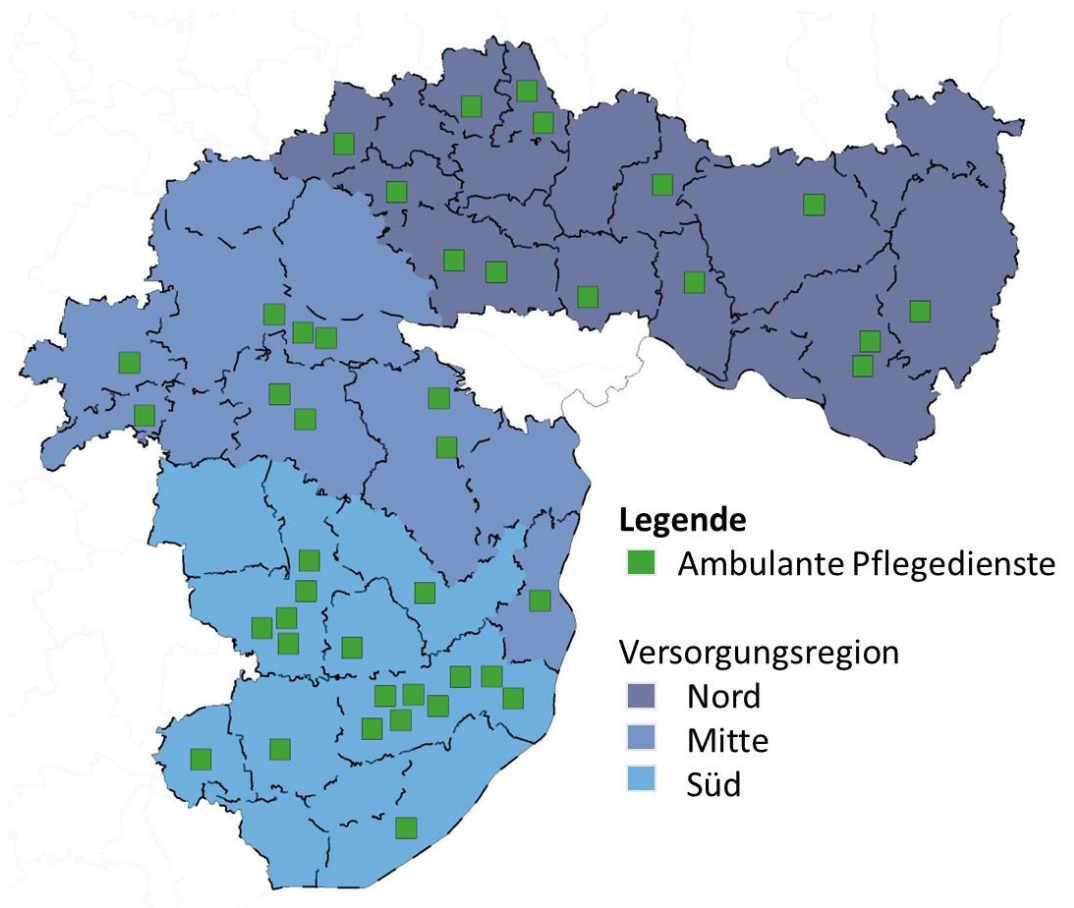 Legende
Ambulante Pflegedienste
Versorgungsregion
Nord
Mitte
Süd